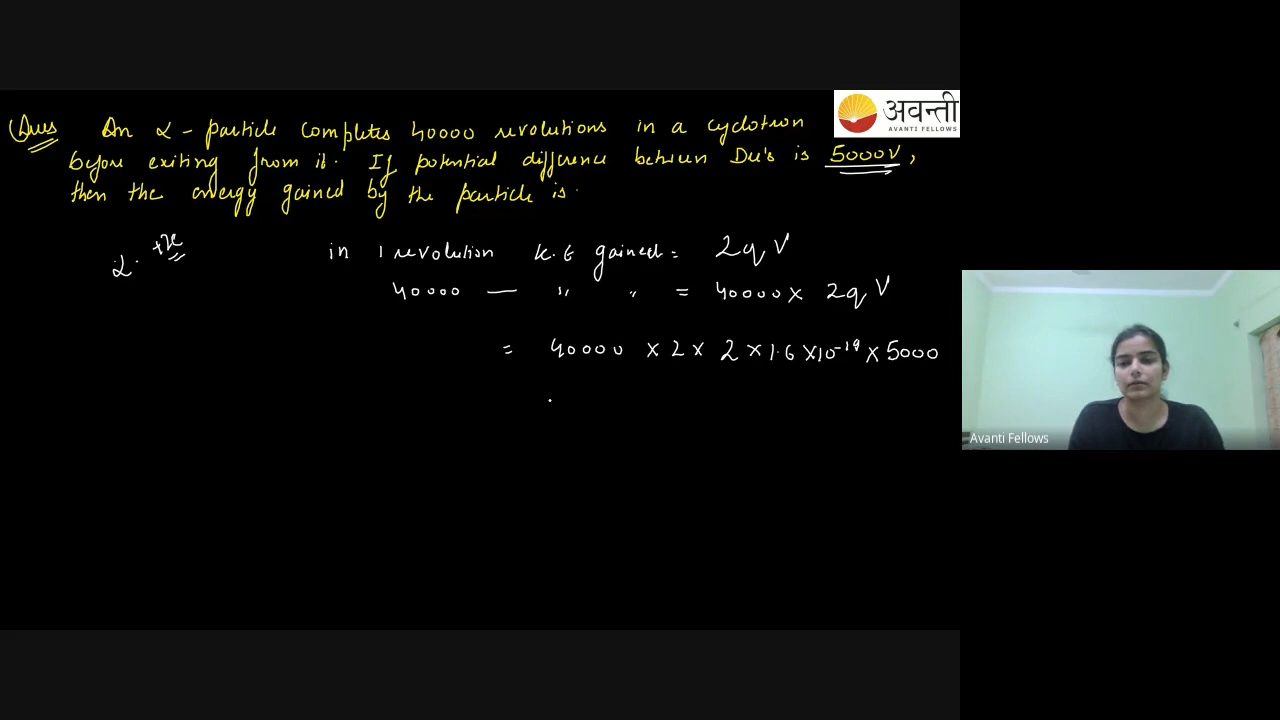 Ques An α - particle completes 40000 revolutions in a cyclotron
before exiting from it. If potential difference between Du's is 5000V,
then the energy gained by the particle is.
अवन्ती
AVANTI FELLOWS
α. +2e
in 1 revolution K.E gained = 2qV
40000 — " " = 40000 x 2qV
= 40000 x 2 x 2 x 1.6 x 10⁻¹⁹ x 5000
Avanti Fellows